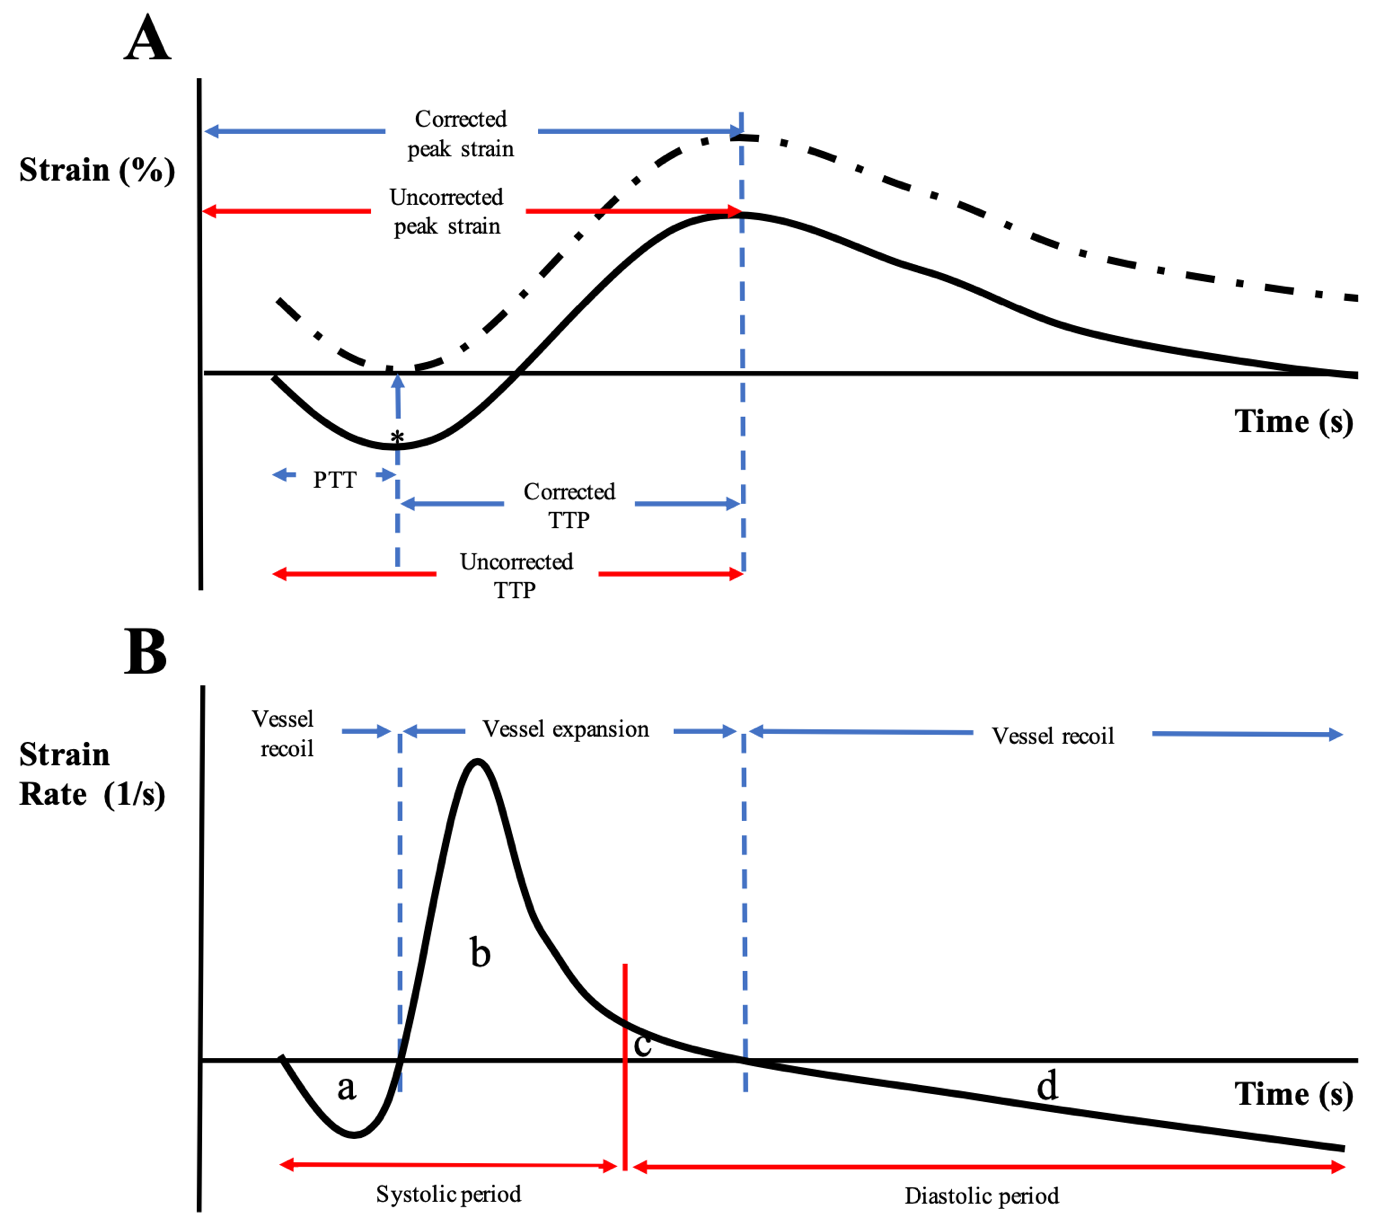 A
Corrected
peak strain
Strain (%)
Uncorrected
peak strain
*
Time (s)
PTT
Corrected
TTP
Uncorrected
TTP
B
Vessel
recoil
Vessel expansion
Vessel recoil
Strain
Rate (1/s)
b
c
a
d
Time (s)
Systolic period
Diastolic period